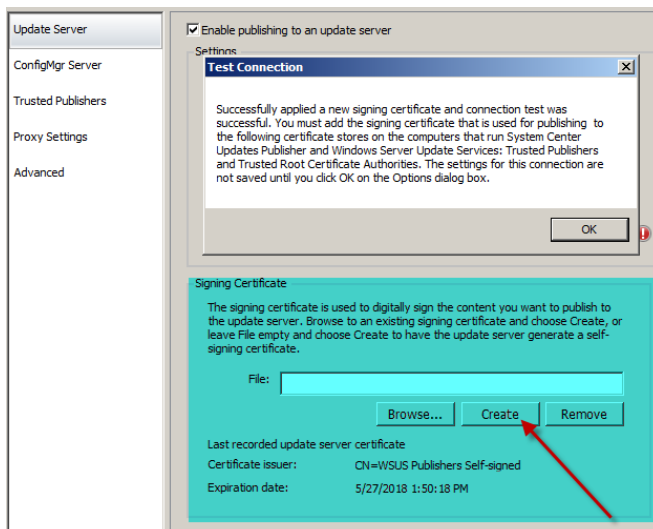 Update Server
ConfigMgr Server
Trusted Publishers
Proxy Settings
Advanced
Enable publishing to an update server
Settings
Test Connection
Successfully applied a new signing certificate and connection test was
successful. You must add the signing certificate that is used for publishing to
the following certificate stores on the computers that run System Center
Updates Publisher and Windows Server Update Services: Trusted Publishers
and Trusted Root Certificate Authorities. The settings for this connection are
not saved until you click OK on the Options dialog box.
OK
Signing Certificate
The signing certificate is used to digitally sign the content you want to publish to
the update server. Browse to an existing signing certificate and choose Create, or
leave File empty and choose Create to have the update server generate a self-
signing certificate.
File:
Browse... Create Remove
Last recorded update server certificate
Certificate issuer: CN=WSUS Publishers Self-signed
Expiration date: 5/27/2018 1:50:18 PM